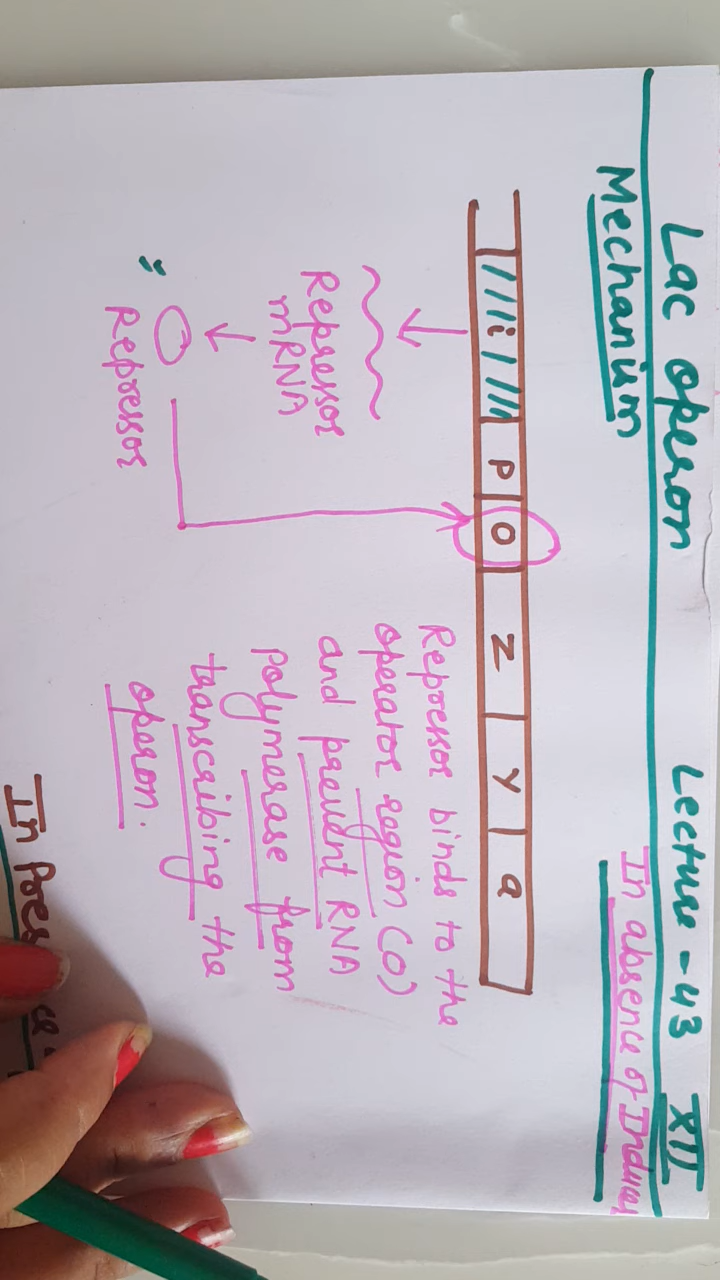 Lac operon Lecture - 43 XII
Mechanism In absence of Inducer
i P O Z Y a
Repressor
mRNA
Repressor
Repressor binds to the
operator region (o)
and prevent RNA
polymerase from
transcribing the
operon.
In